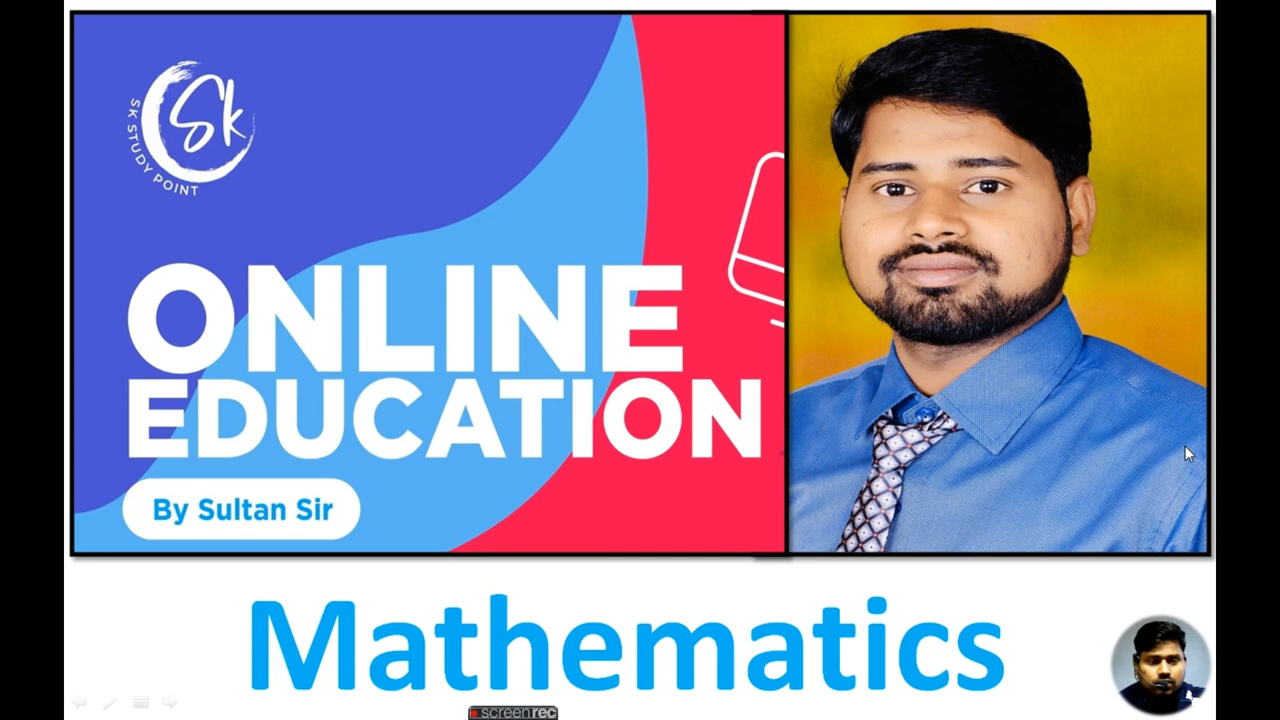 Sk
SK STUDY POINT
ONLINE
EDUCATION
By Sultan Sir
Mathematics
screenrec